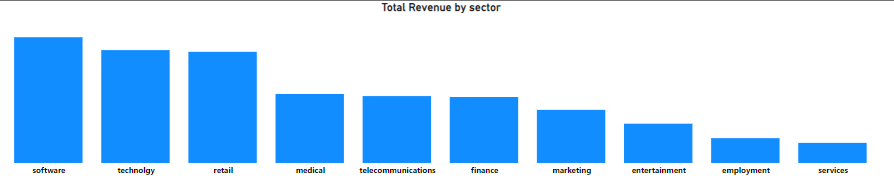 Total Revenue by sector
software technolgy retail medical telecommunications finance marketing entertainment employment services